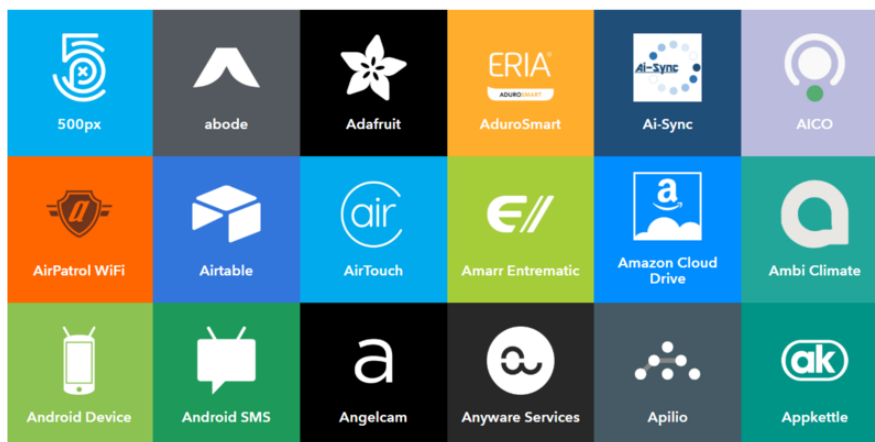 500px
abode
Adafruit
ERIA®
ADUROSMART
AduroSmart
Ai-Sync
Ai-Sync
AICO
a
AirPatrol WiFi
Airtable
air
AirTouch
Amarr Entrematic
a
Amazon Cloud
Drive
Ambi Climate
Android Device
Android SMS
a
Angelcam
Anyware Services
Apilio
ak
Appkettle